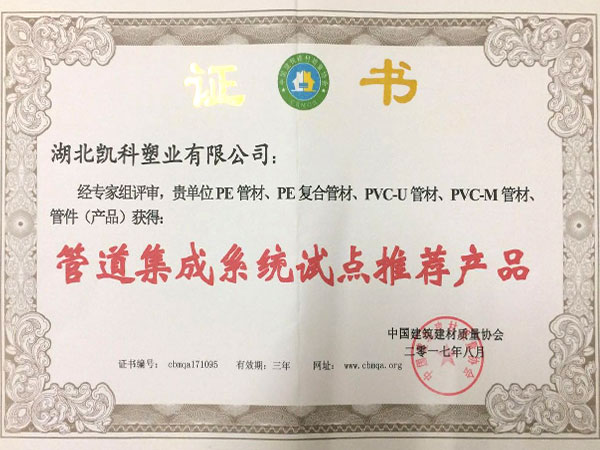 证 书
湖北凯科塑业有限公司：
经专家组评审，贵单位PE管材、PE复合管材、PVC-U管材、PVC-M管材、
管件（产品）获得：
管道集成系统试点推荐产品
中国建筑建材质量协会
二〇一七年八月
证书编号： cbmqa171095 有效期：三年 网址： www.cbmqa.org